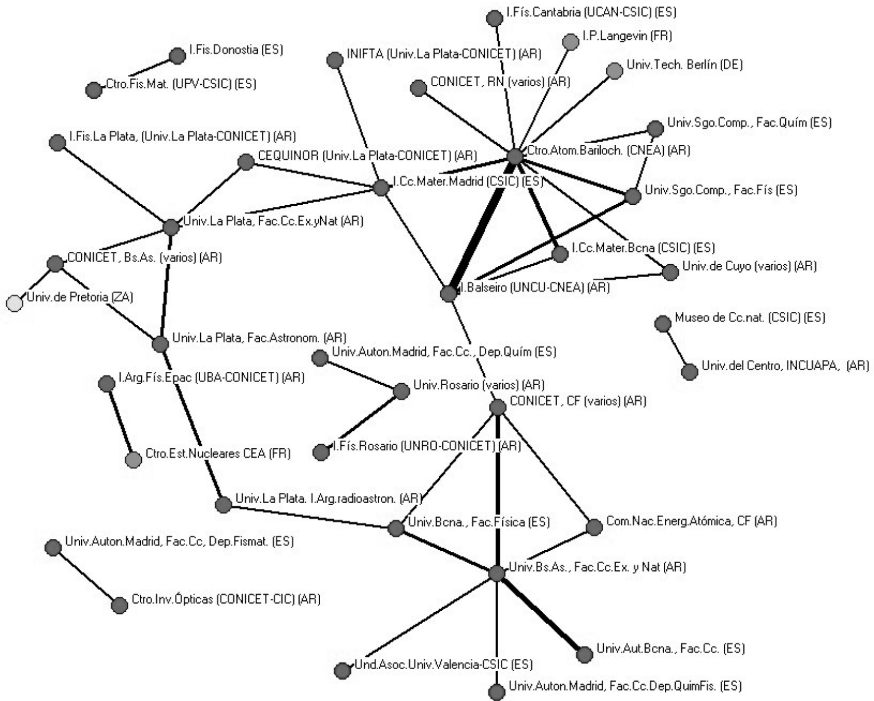 I.Fís.Cantabria (UCAN-CSIC) (ES)
I.P.Langevin (FR)
I.Fis.Donostia (ES)
INIFTA (Univ.La Plata-CONICET) (AR)
Univ.Tech. Berlín (DE)
Ctro.Fis.Mat. (UPV-CSIC) (ES)
CONICET, RN (varios) (AR)
Univ.Sgo.Comp., Fac.Quím (ES)
I.Fis.La Plata, (Univ.La Plata-CONICET) (AR)
Ctro.Atom.Bariloch. (CNEA) (AR)
CEQUINOR (Univ.La Plata-CONICET) (AR)
I.Cc.Mater.Madrid (CSIC) (ES)
Univ.Sgo.Comp., Fac.Fís (ES)
Univ.La Plata, Fac.Cc.Ex.yNat (AR)
I.Cc.Mater.Bcna (CSIC) (ES)
CONICET, Bs.As. (varios) (AR)
Univ.de Cuyo (varios) (AR)
I.Balseiro (UNCU-CNEA) (AR)
Univ.de Pretoria (ZA)
Museo de Cc.nat. (CSIC) (ES)
Univ.La Plata, Fac.Astronom. (AR)
Univ.Auton.Madrid, Fac.Cc., Dep.Quím (ES)
Univ.del Centro, INCUAPA, (AR)
I.Arg.Fís.Epac (UBA-CONICET) (AR)
Univ.Rosario (varios) (AR)
CONICET, CF (varios) (AR)
I.Fís.Rosario (UNRO-CONICET) (AR)
Ctro.Est.Nucleares CEA (FR)
Univ.La Plata. I.Arg.radioastron. (AR)
Univ.Bcna., Fac.Física (ES)
Com.Nac.Energ.Atómica, CF (AR)
Univ.Auton.Madrid, Fac.Cc, Dep.Fismat. (ES)
Univ.Bs.As., Fac.Cc.Ex. y Nat (AR)
Ctro.Inv.Ópticas (CONICET-CIC) (AR)
Univ.Aut.Bcna., Fac.Cc. (ES)
Und.Asoc.Univ.Valencia-CSIC (ES)
Univ.Auton.Madrid, Fac.Cc.Dep.QuimFis. (ES)